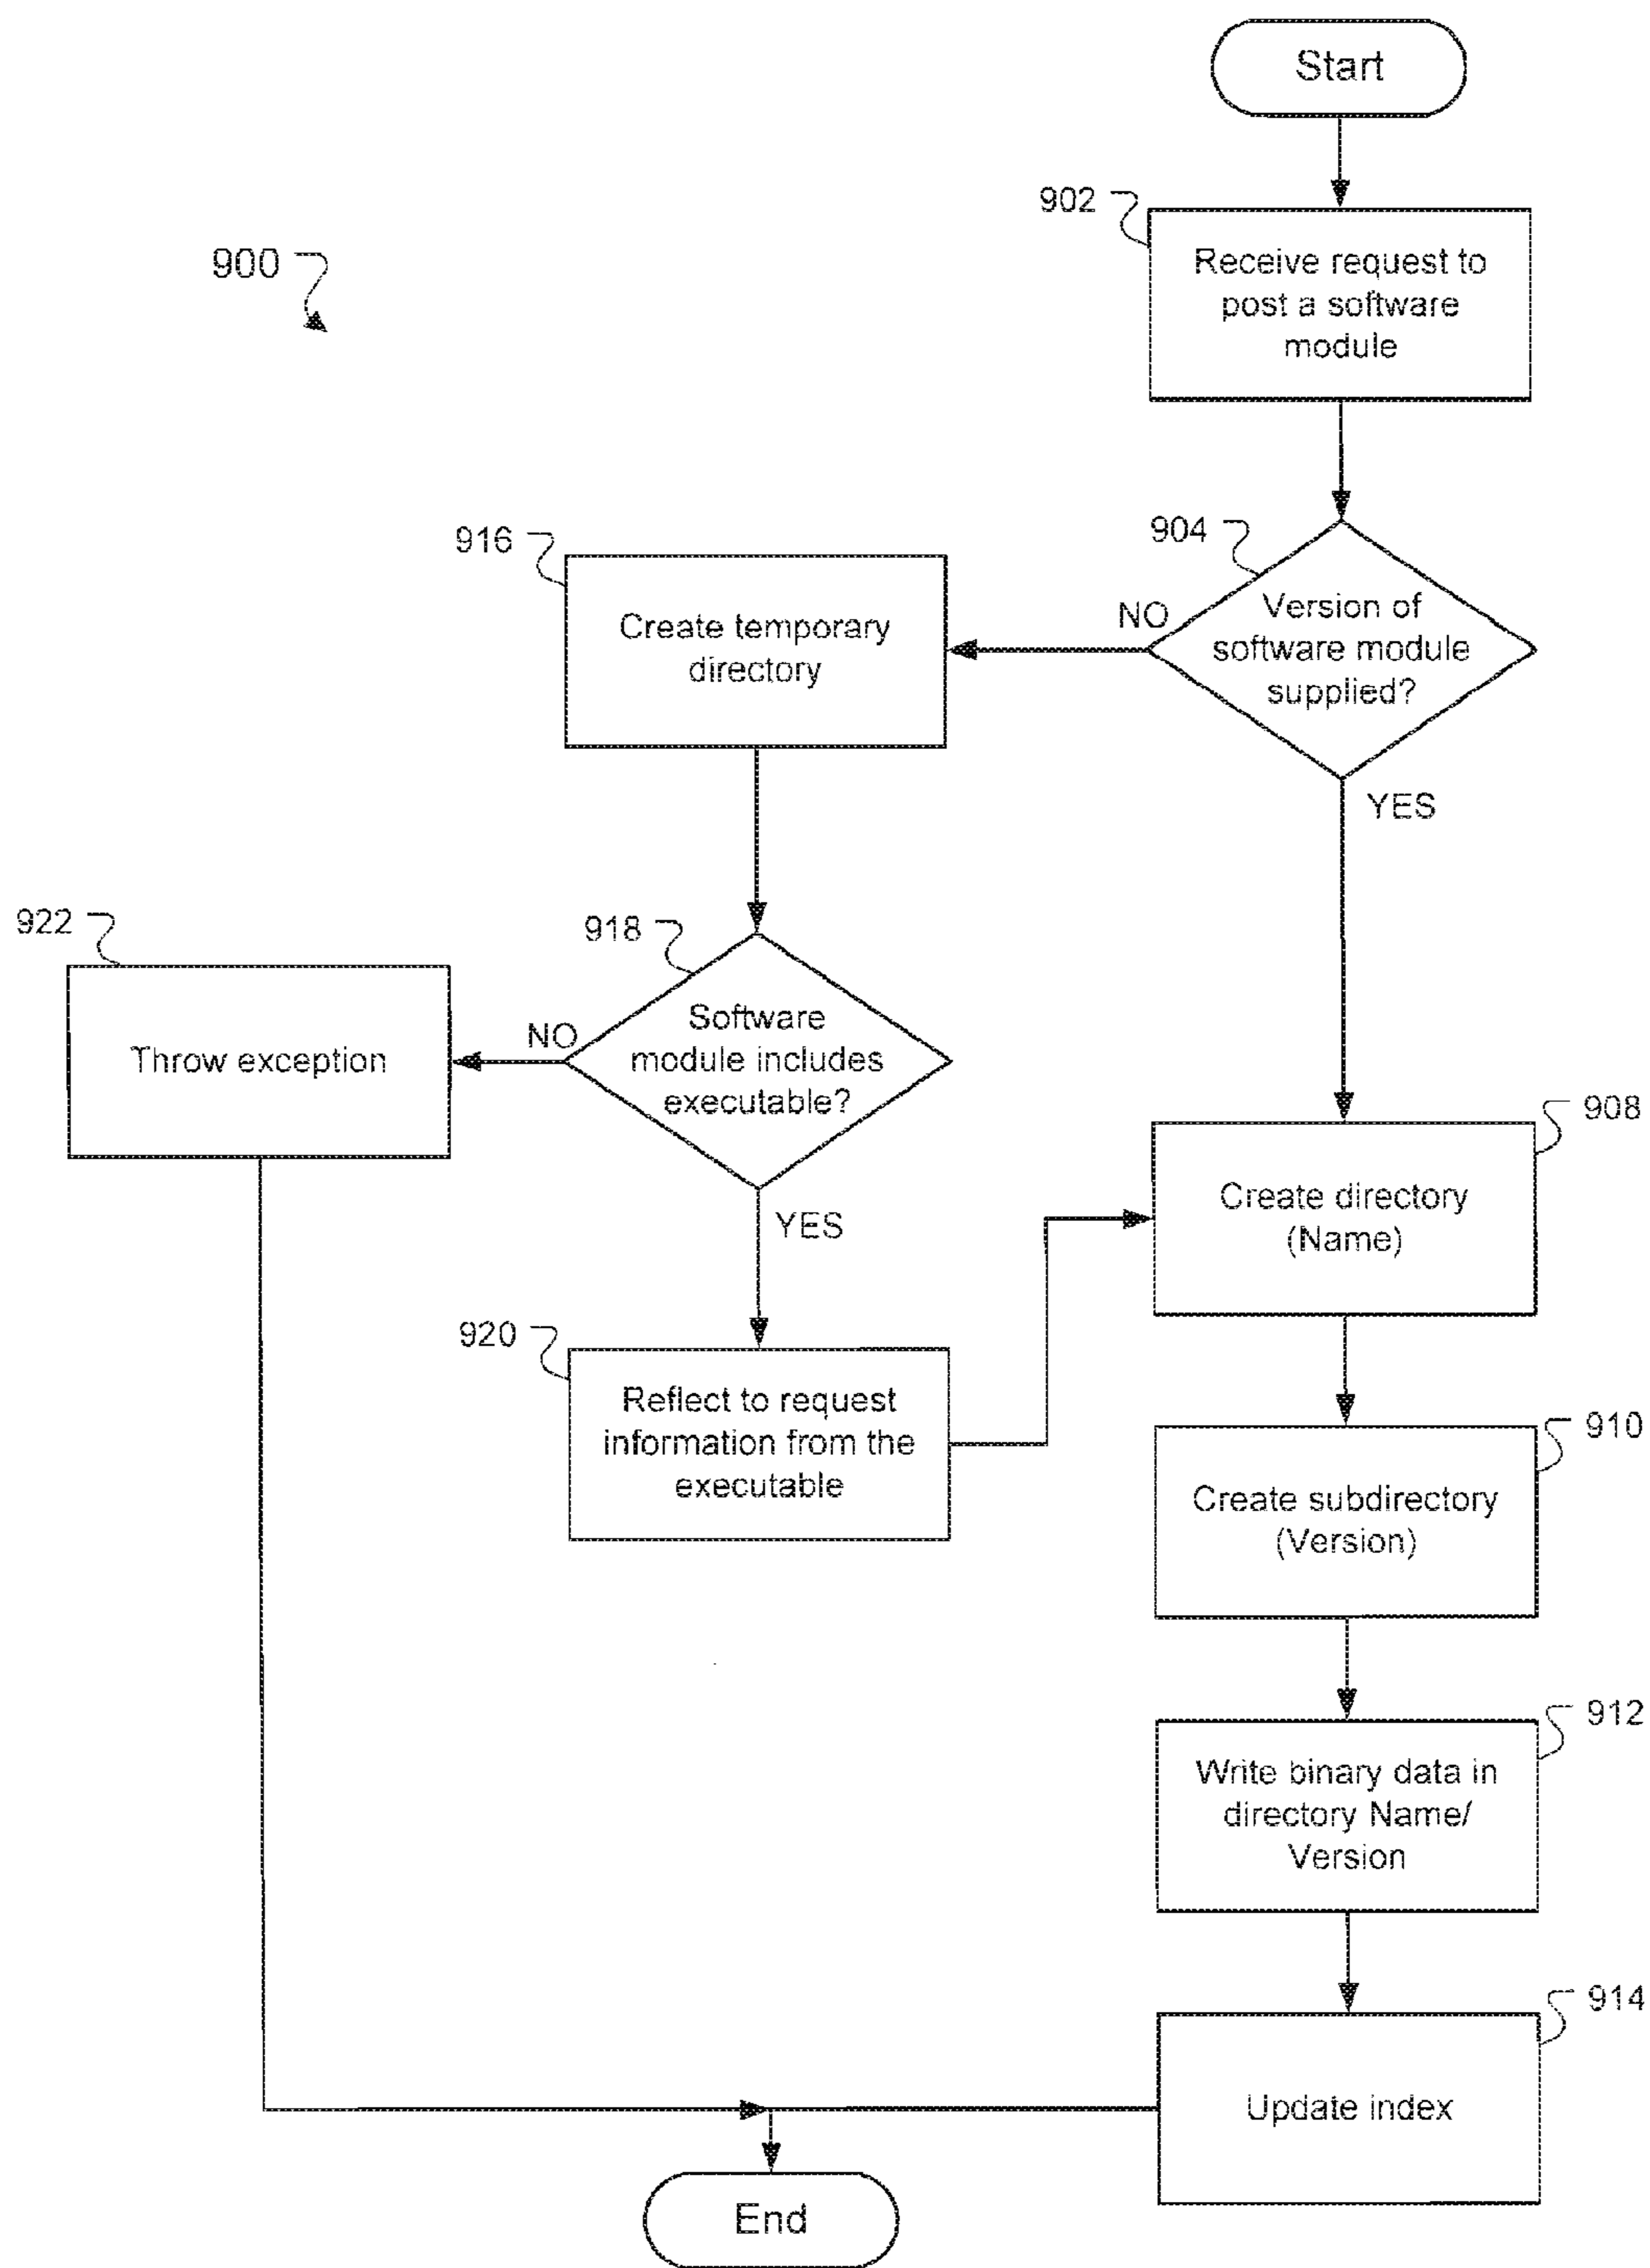 Start
902
Receive request to
post a software
module
900
904
Version of
software module
supplied?
NO
YES
916
Create temporary
directory
918
Software
module includes
executable?
NO
YES
922
Throw exception
920
Reflect to request
information from the
executable
908
Create directory
(Name)
910
Create subdirectory
(Version)
912
Write binary data in
directory Name/
Version
914
Update index
End